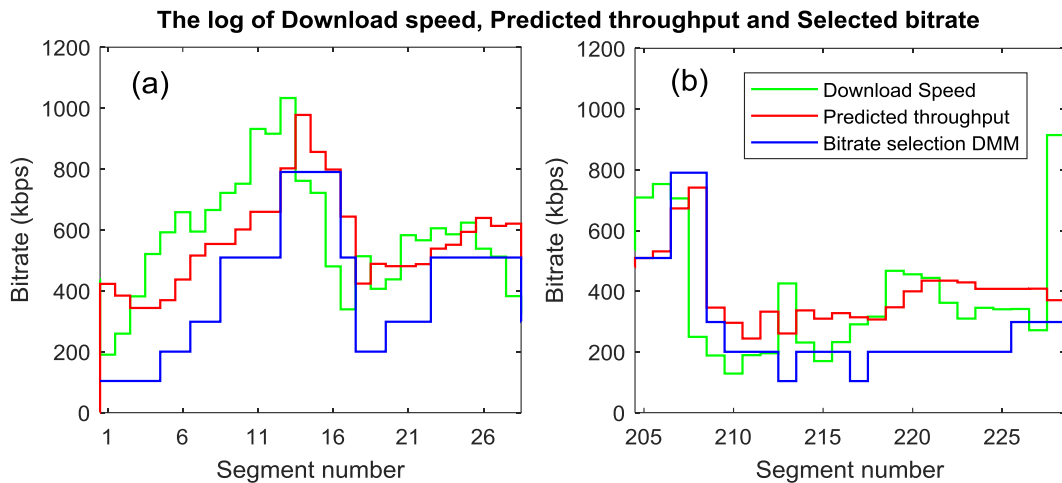 The log of Download speed, Predicted throughput and Selected bitrate
(a)
1200
1000
800
600
400
200
0
Bitrate (kbps)
1 6 11 16 21 26
Segment number
(b)
Download Speed
Predicted throughput
Bitrate selection DMM
1200
1000
800
600
400
200
0
Bitrate (kbps)
205 210 215 220 225
Segment number